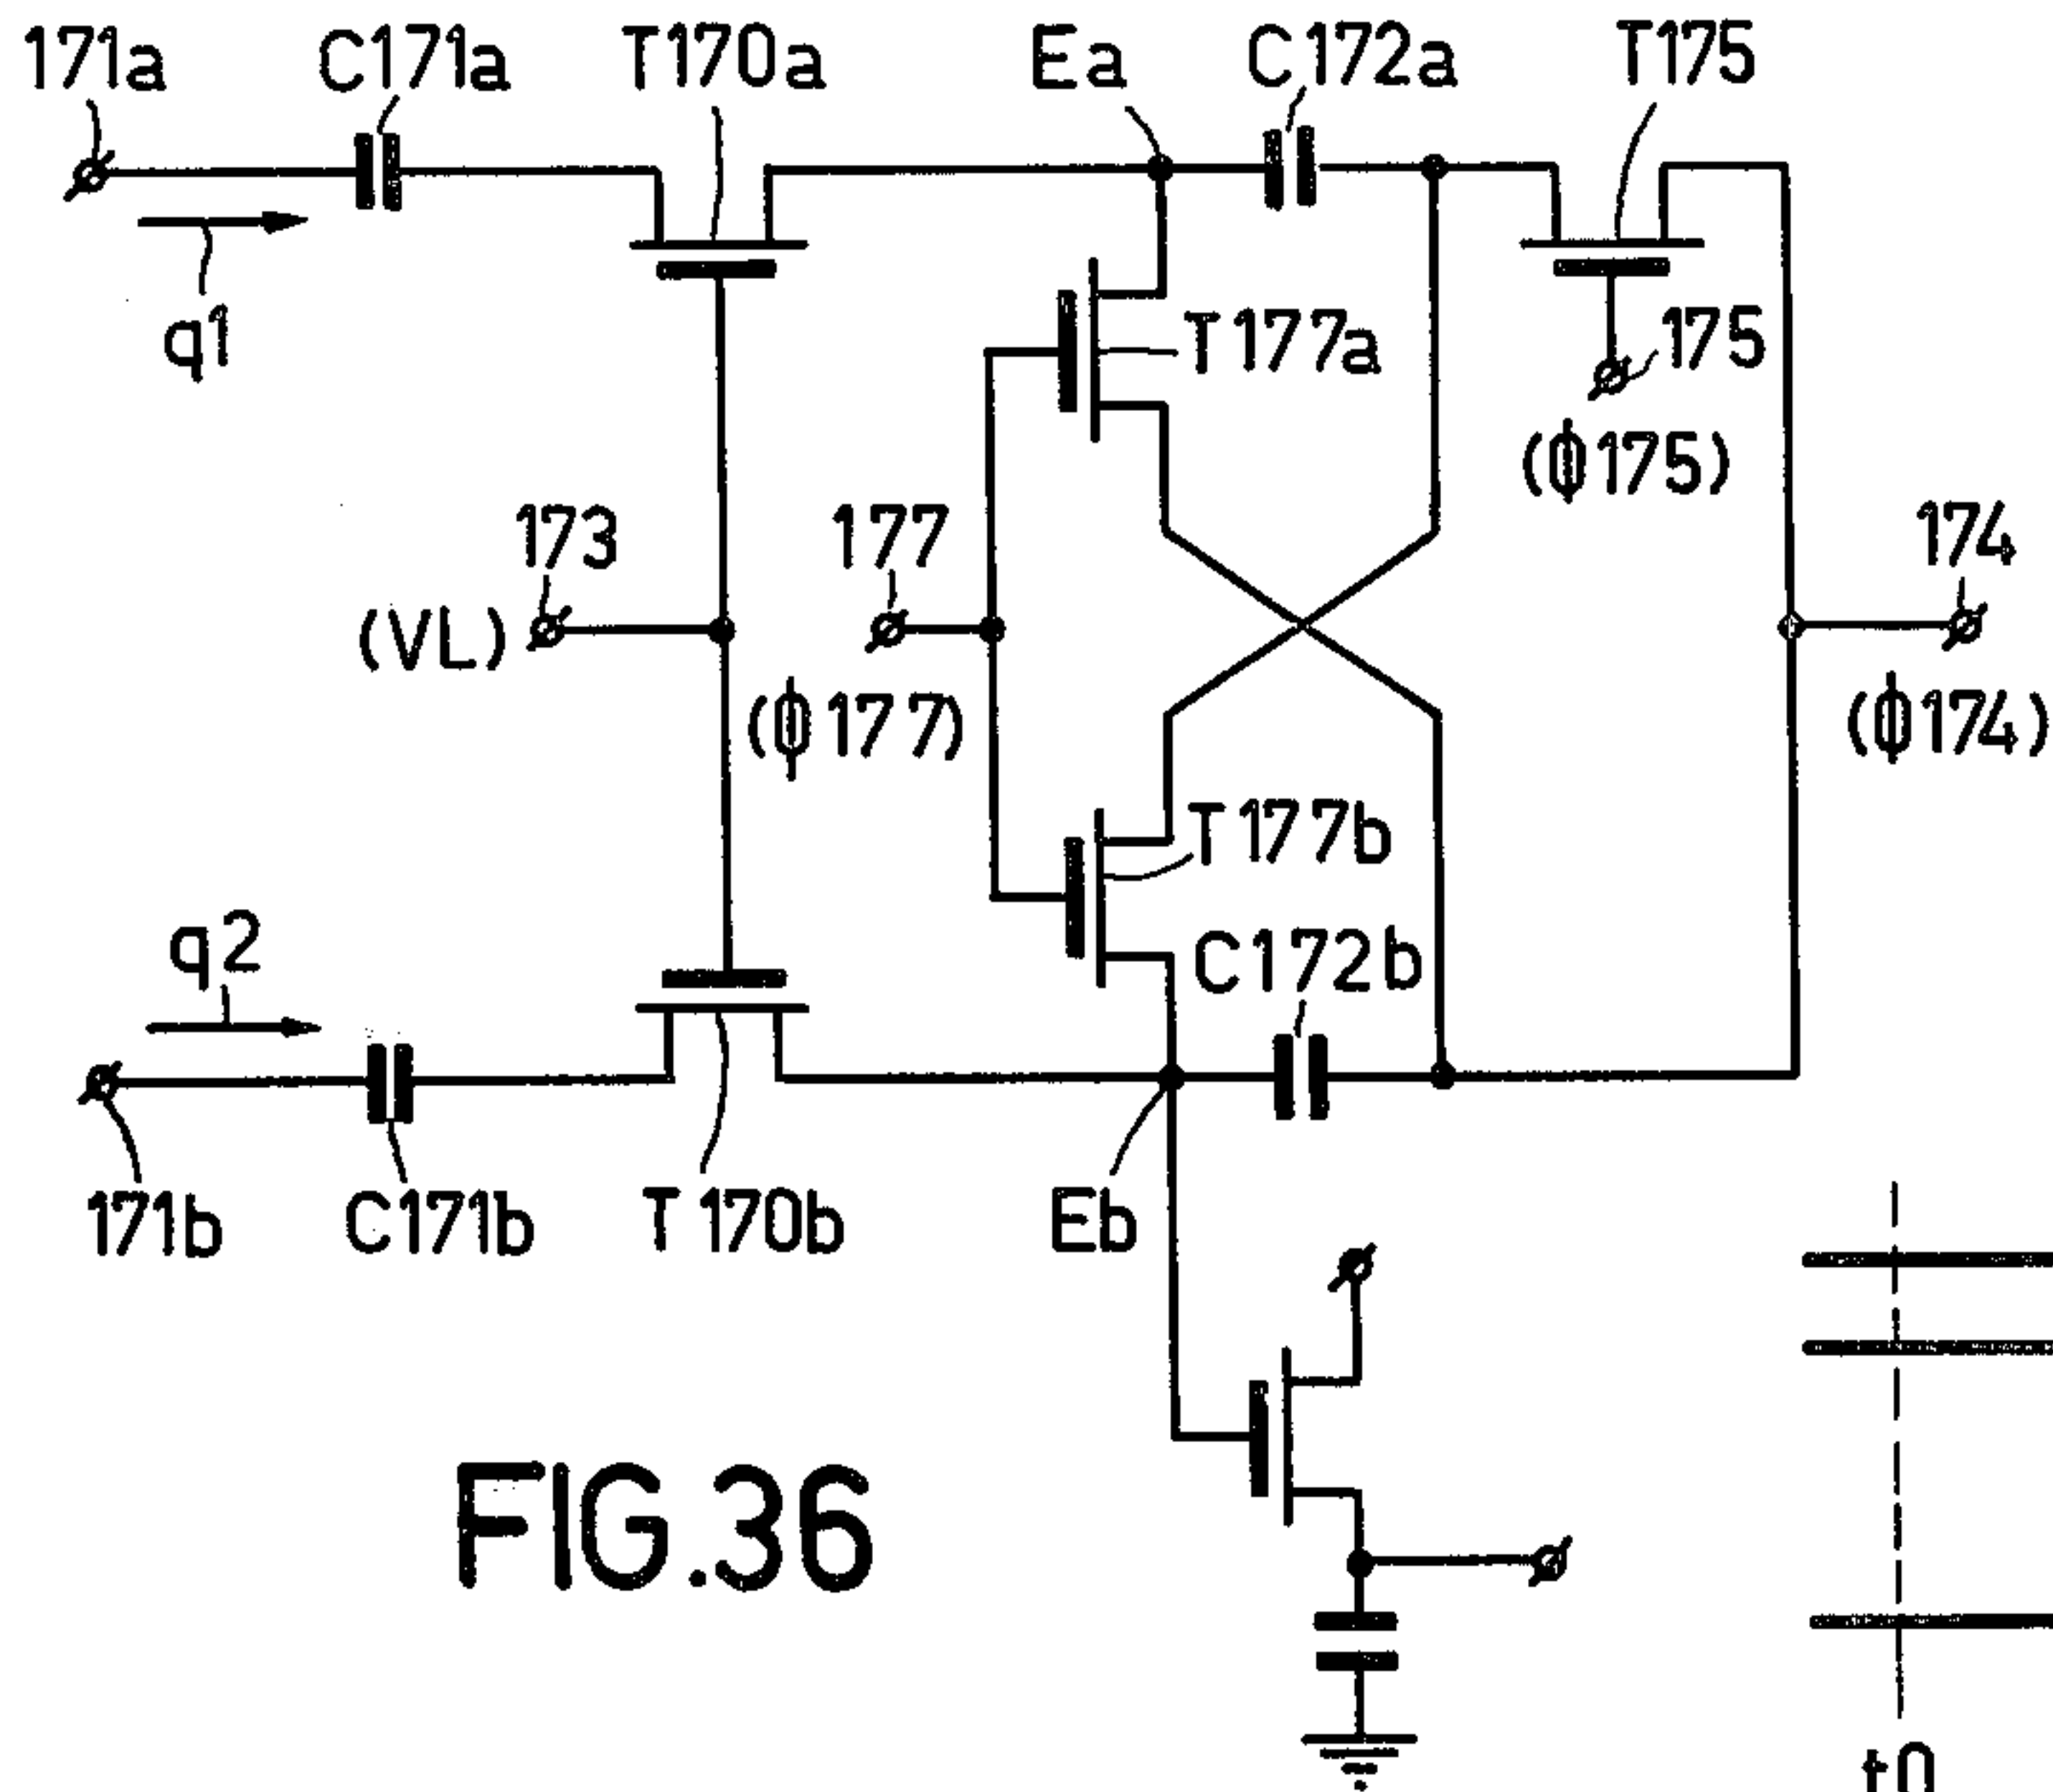 171a C171a T170a Ea C172a T175
q1
T177a
175
(Φ175)
173
177
174
(VL)
(Φ177)
(Φ174)
T177b
q2
C172b
171b C171b T170b Eb
FIG.36
t0